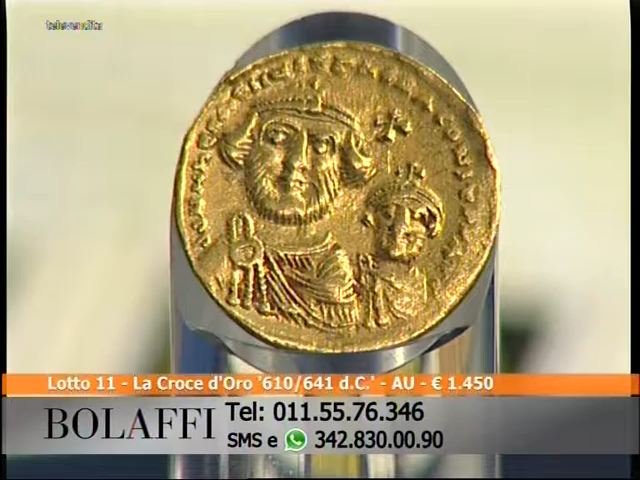 televendita
Lotto 11 - La Croce d'Oro '610/641 d.C.' - AU - € 1.450
BOLAFFI
Tel: 011.55.76.346
SMS e 342.830.00.90